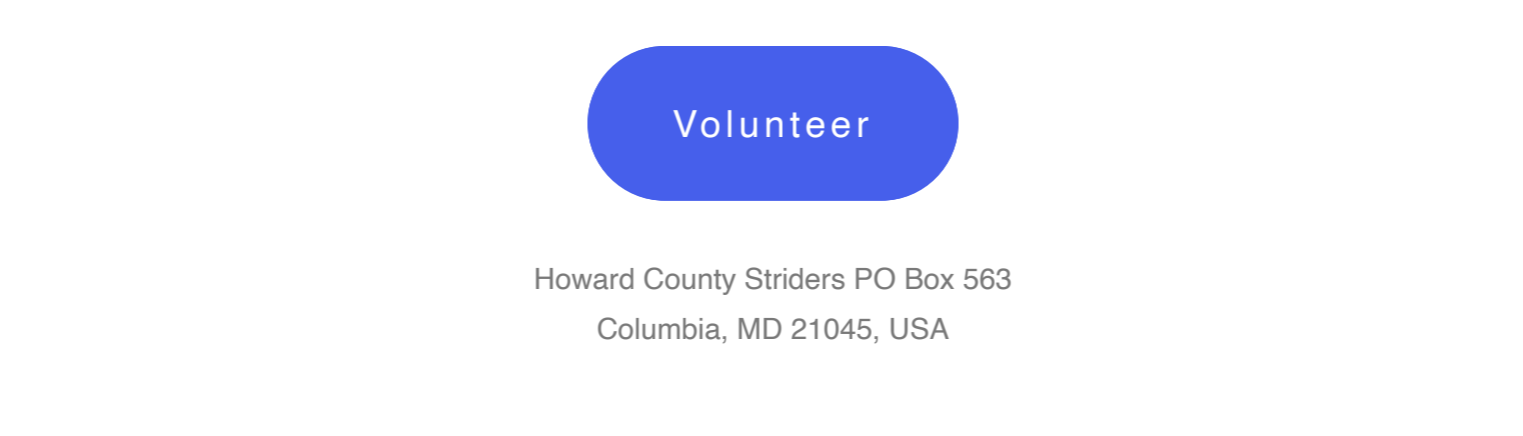 Volunteer
Howard County Striders PO Box 563
Columbia, MD 21045, USA